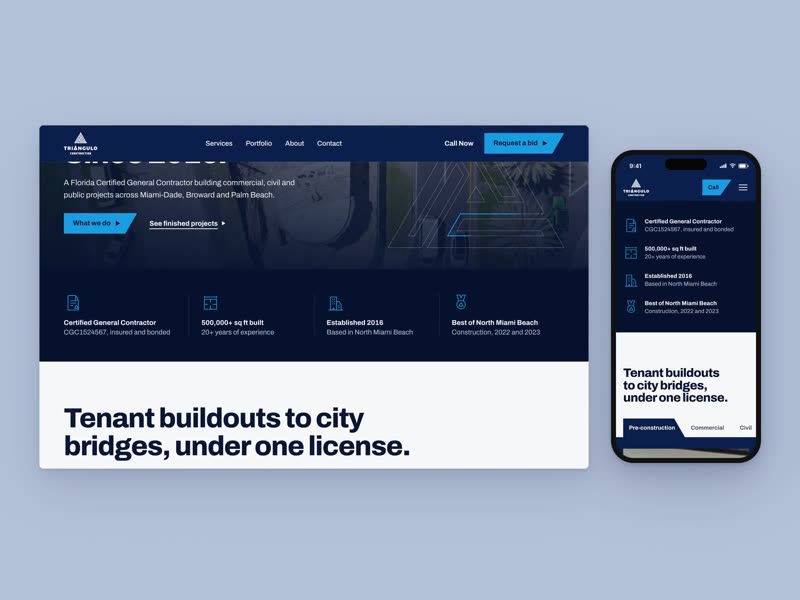 TRIÁNGULO
CONSTRUCTION
Services
Portfolio
About
Contact
Call Now
Request a bid
A Florida Certified General Contractor building commercial, civil and
public projects across Miami-Dade, Broward and Palm Beach.
What we do
See finished projects
Certified General Contractor
CGC1524567, insured and bonded
500,000+ sq ft built
20+ years of experience
Established 2016
Based in North Miami Beach
Best of North Miami Beach
Construction, 2022 and 2023
Tenant buildouts to city
bridges, under one license.
9:41
TRIÁNGULO
CONSTRUCTION
Call
Certified General Contractor
CGC1524567, insured and bonded
500,000+ sq ft built
20+ years of experience
Established 2016
Based in North Miami Beach
Best of North Miami Beach
Construction, 2022 and 2023
Tenant buildouts
to city bridges,
under one license.
Pre-construction
Commercial
Civil